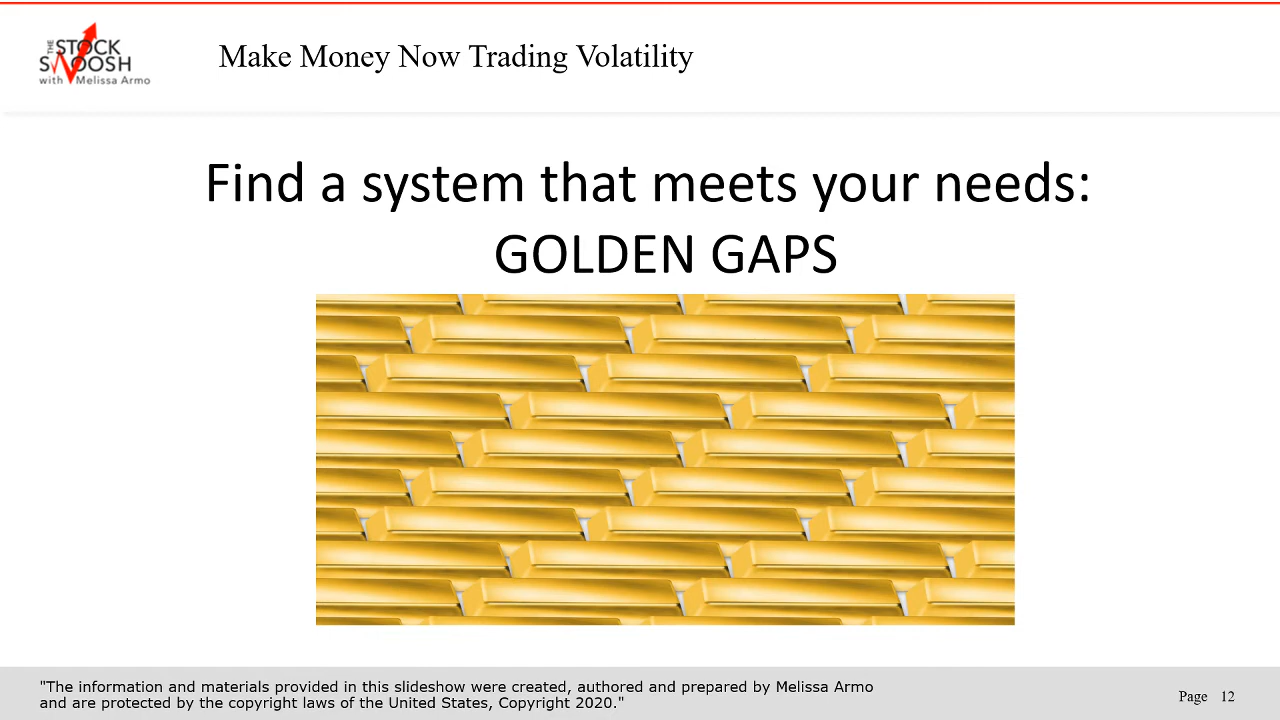 THE
STOCK
SWOOSH
with Melissa Armo
Make Money Now Trading Volatility
Find a system that meets your needs:
GOLDEN GAPS
"The information and materials provided in this slideshow were created, authored and prepared by Melissa Armo
and are protected by the copyright laws of the United States, Copyright 2020."
Page 12